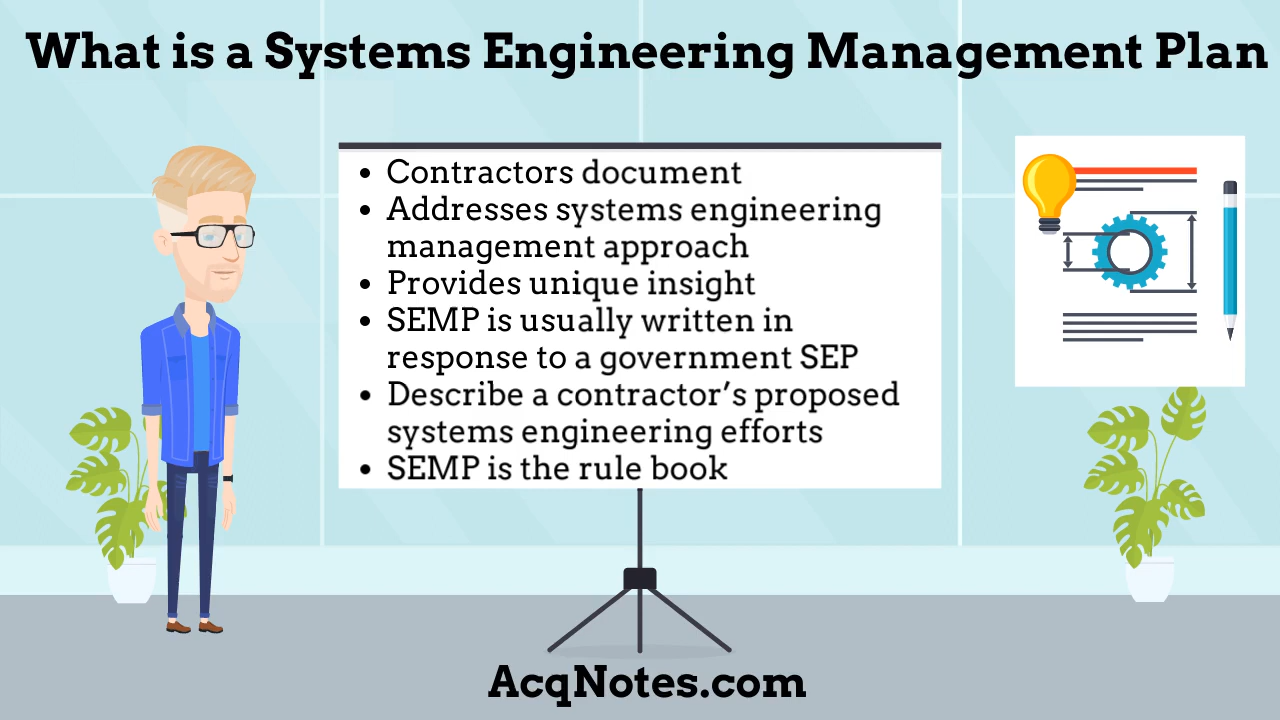 What is a Systems Engineering Management Plan
• Contractors document
• Addresses systems engineering
management approach
• Provides unique insight
• SEMP is usually written in
response to a government SEP
• Describe a contractor’s proposed
systems engineering efforts
• SEMP is the rule book
AcqNotes.com